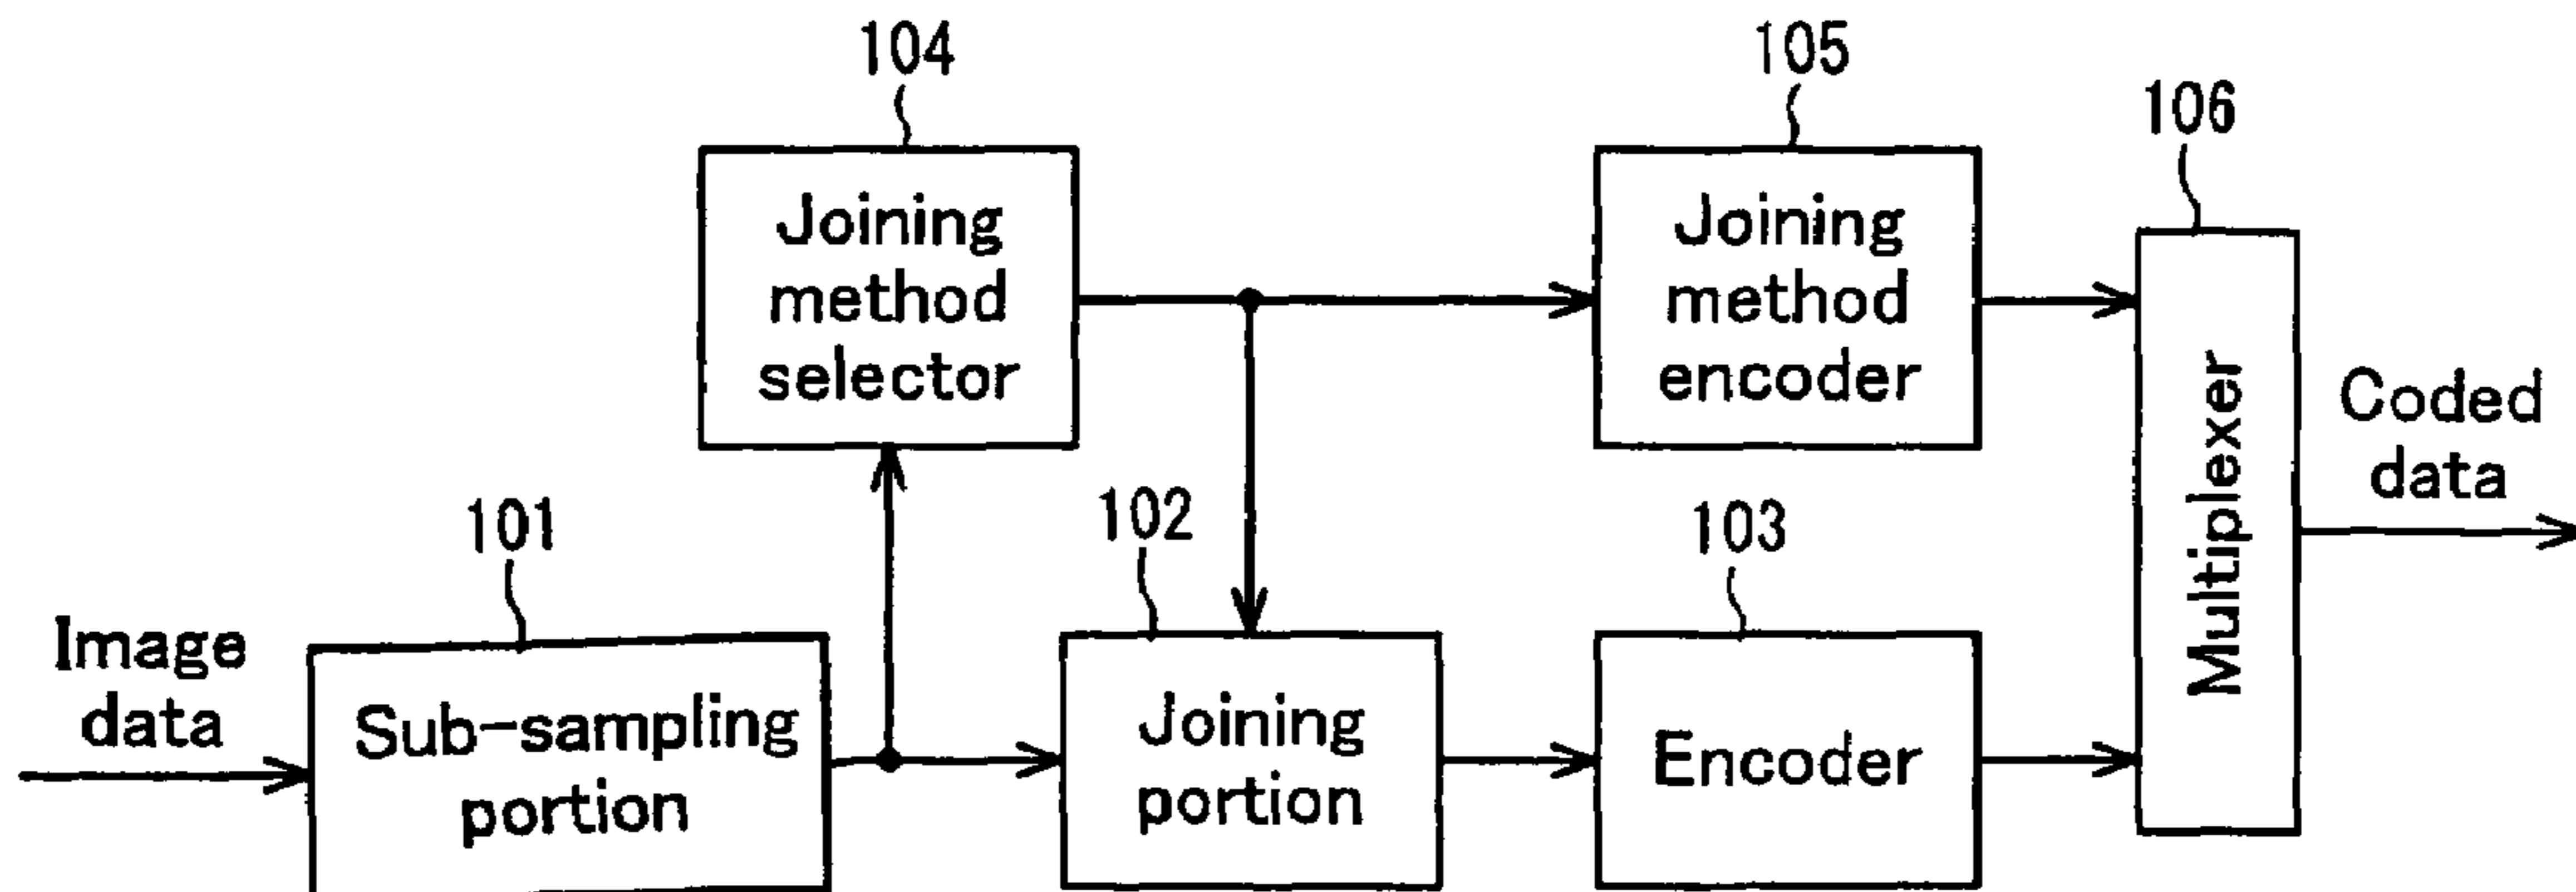 104
Joining
method
selector
105
Joining
method
encoder
106
Multiplexer
Coded
data
Image
data
101
Sub-sampling
portion
102
Joining
portion
103
Encoder